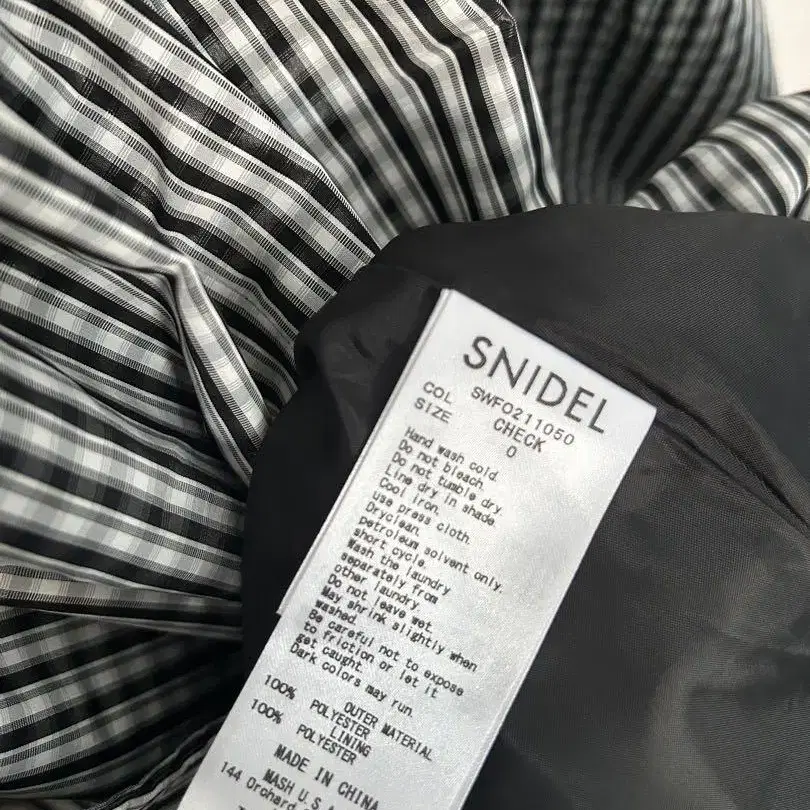 SNIDEL
SWFO211050
COL CHECK
SIZE 0
Hand wash cold.
Do not bleach.
Do not tumble dry.
Line dry in shade.
Cool iron.
use press cloth.
Dryclean.
petroleum solvent only.
short cycle.
Wash the laundry
separately from
other laundry.
Do not leave wet.
May shrink slightly when
washed.
Be careful not to expose
to friction or let it
get caught.
Dark colors may run.
OUTER MATERIAL
100% POLYESTER
LINING
100% POLYESTER
MADE IN CHINA
MASH U.S.A
144 Orchard